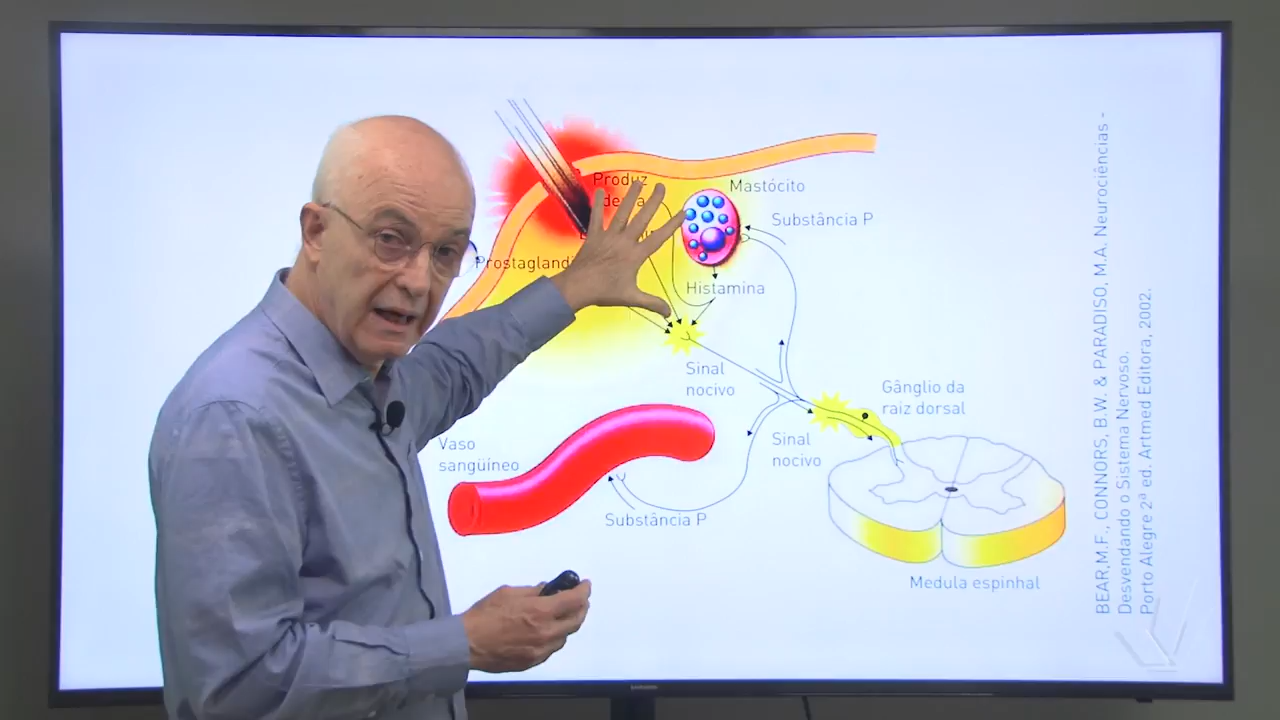 Produz
Mastócito
Substância P
Histamina
Sinal
nocivo
Gânglio da
raiz dorsal
Sinal
nocivo
Vaso
sangüíneo
Substância P
Medula espinhal
BEAR,M.F., CONNORS, B.W. & PARADISO, M.A. Neurociências -
Desvendando o Sistema Nervoso.
Porto Alegre 2ª ed. Artmed Editora, 2002.
SAMSUNG